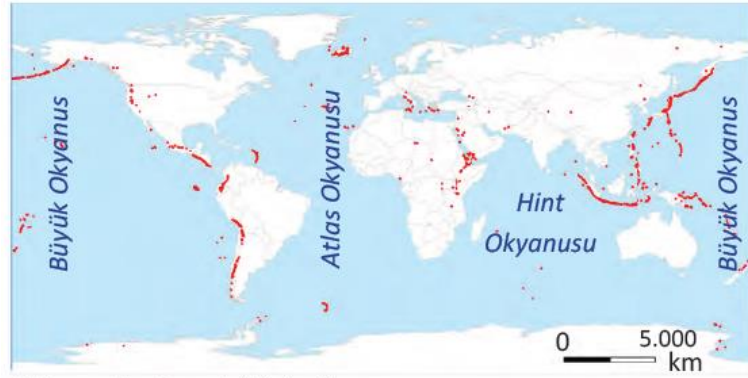 Büyük Okyanus
Atlas Okyanusu
Hint
Okyanusu
Büyük Okyanus
0 5.000
km